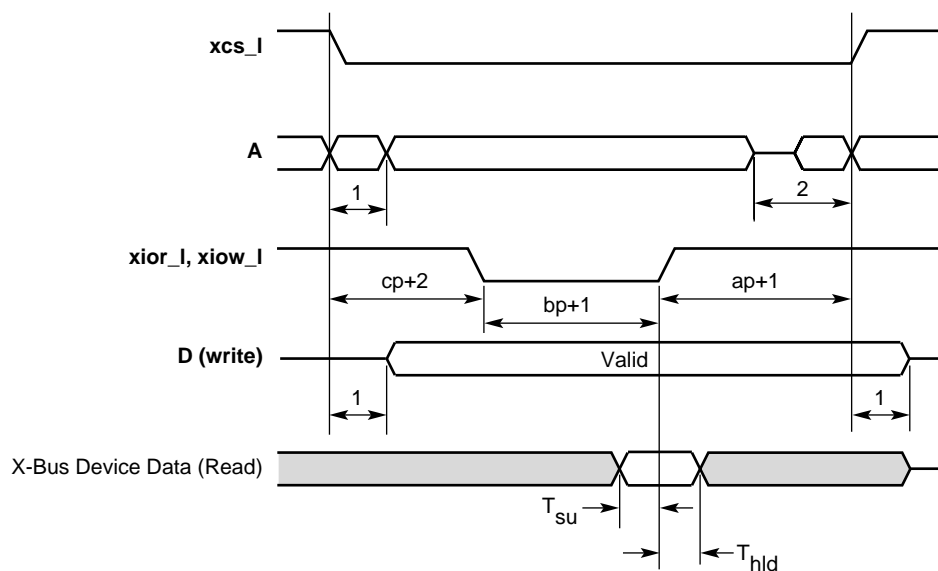 xcs_l
A
1
2
xior_l, xiow_l
cp+2
bp+1
ap+1
D (write)
Valid
1
1
X-Bus Device Data (Read)
Tsu
Thld